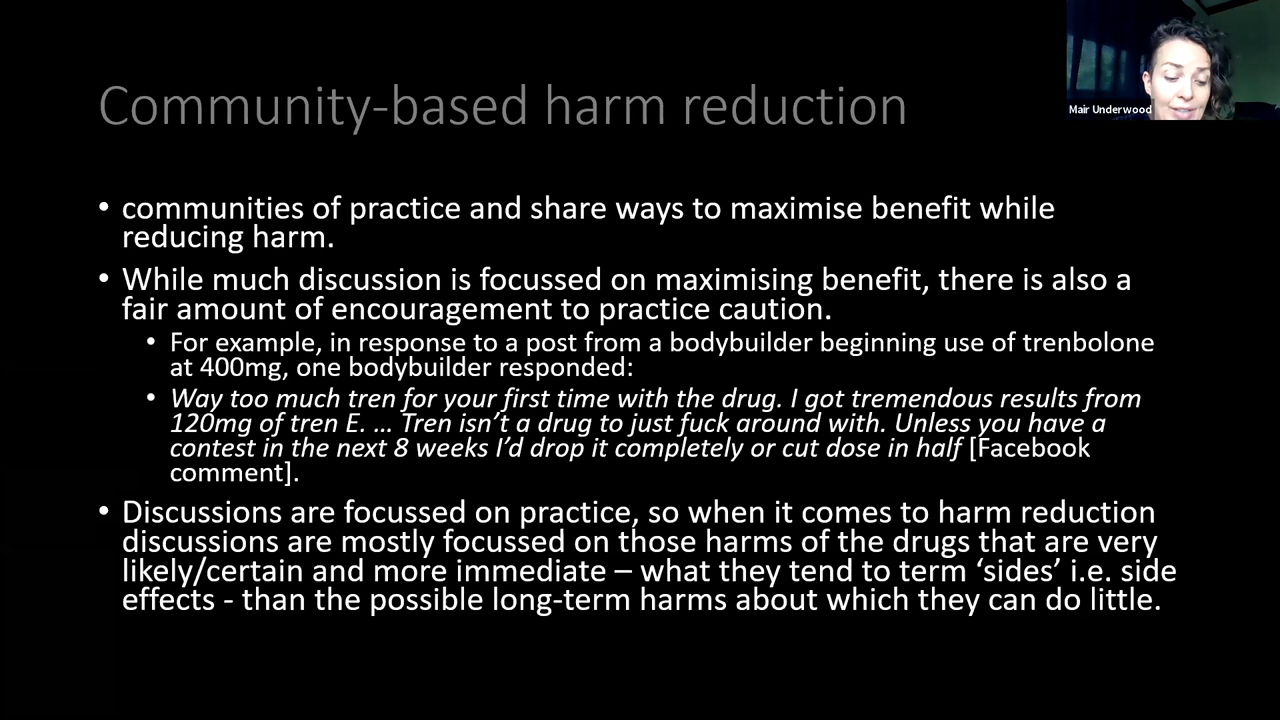 Community-based harm reduction
Mair Underwood
• communities of practice and share ways to maximise benefit while
reducing harm.
• While much discussion is focussed on maximising benefit, there is also a
fair amount of encouragement to practice caution.
• For example, in response to a post from a bodybuilder beginning use of trenbolone
at 400mg, one bodybuilder responded:
• Way too much tren for your first time with the drug. I got tremendous results from
120mg of tren E. … Tren isn't a drug to just fuck around with. Unless you have a
contest in the next 8 weeks I'd drop it completely or cut dose in half [Facebook
comment].
• Discussions are focussed on practice, so when it comes to harm reduction
discussions are mostly focussed on those harms of the drugs that are very
likely/certain and more immediate – what they tend to term ‘sides’ i.e. side
effects - than the possible long-term harms about which they can do little.